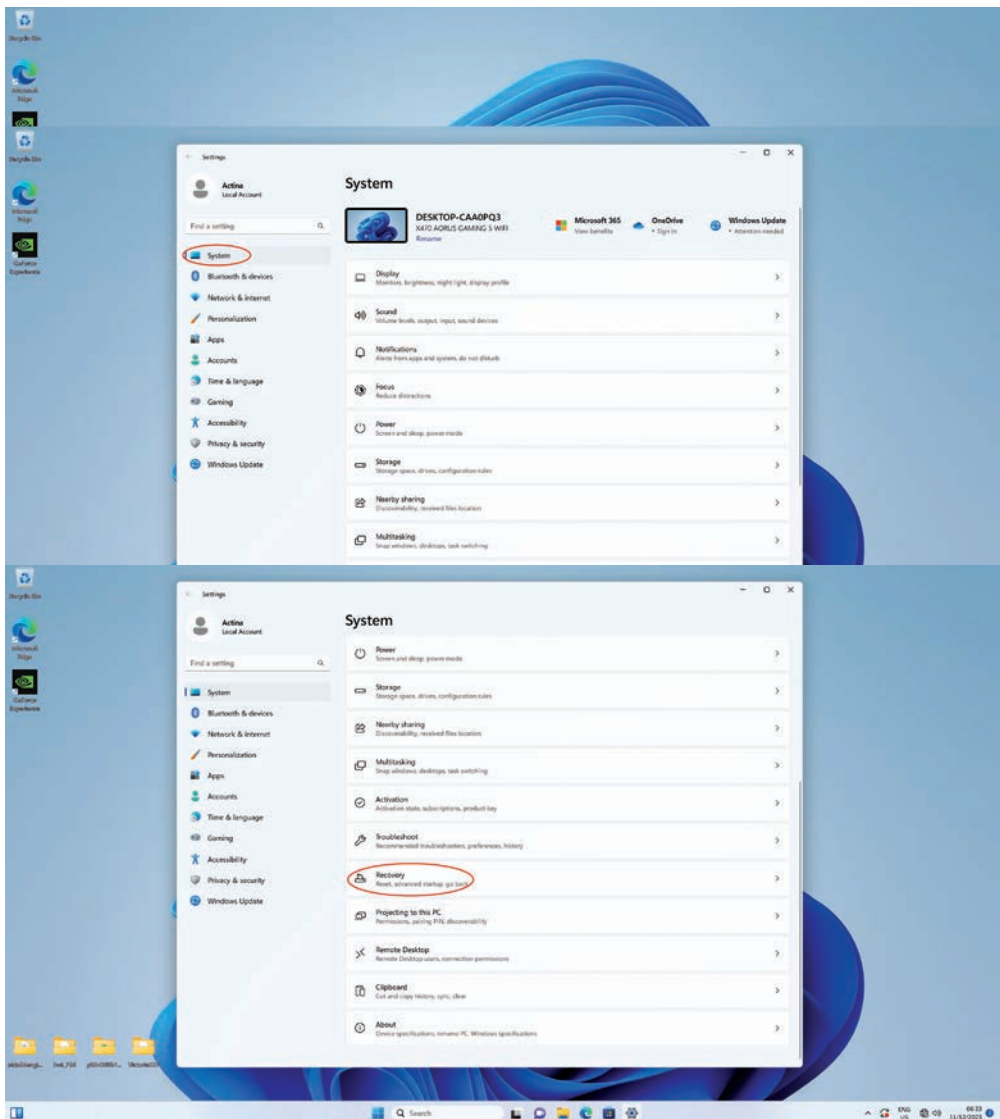 Recycle Bin
Microsoft
Edge
Recycle Bin
Microsoft
Edge
GeForce
Experience
Settings
Actina
Local Account
Find a setting
System
Bluetooth & devices
Network & internet
Personalization
Apps
Accounts
Time & language
Gaming
Accessibility
Privacy & security
Windows Update
System
DESKTOP-CAA0PQ3
X470 AORUS GAMING 5 WIFI
Rename
Microsoft 365
View benefits
OneDrive
• Sign in
Windows Update
• Attention needed
Display
Monitors, brightness, night light, display profile
Sound
Volume levels, output, input, sound devices
Notifications
Alerts from apps and system, do not disturb
Focus
Reduce distractions
Power
Screen and sleep, power mode
Storage
Storage space, drives, configuration rules
Nearby sharing
Discoverability, received files location
Multitasking
Snap windows, desktops, task switching
Recycle Bin
Microsoft
Edge
GeForce
Experience
Settings
Actina
Local Account
Find a setting
System
Bluetooth & devices
Network & internet
Personalization
Apps
Accounts
Time & language
Gaming
Accessibility
Privacy & security
Windows Update
System
Power
Screen and sleep, power mode
Storage
Storage space, drives, configuration rules
Nearby sharing
Discoverability, received files location
Multitasking
Snap windows, desktops, task switching
Activation
Activation state, subscriptions, product key
Troubleshoot
Recommended troubleshooters, preferences, history
Recovery
Reset, advanced startup, go back
Projecting to this PC
Permissions, pairing PIN, discoverability
Remote Desktop
Remote Desktop users, connection permissions
Clipboard
Cut and copy history, sync, clear
About
Device specifications, rename PC, Windows specifications
Search
ENG
US
06:33